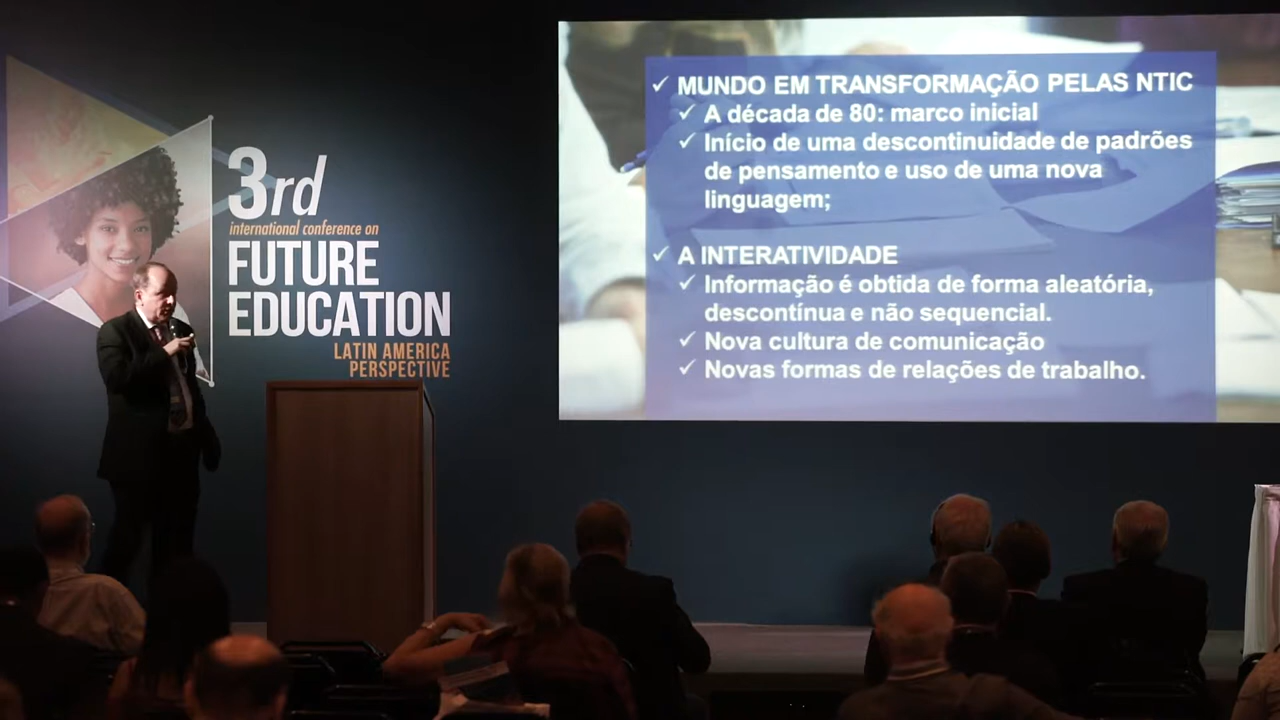 3rd
international conference on
FUTURE
EDUCATION
LATIN AMERICA
PERSPECTIVE
✓ MUNDO EM TRANSFORMAÇÃO PELAS NTIC
✓ A década de 80: marco inicial
✓ Início de uma descontinuidade de padrões
de pensamento e uso de uma nova
linguagem;
✓ A INTERATIVIDADE
✓ Informação é obtida de forma aleatória,
descontínua e não sequencial.
✓ Nova cultura de comunicação
✓ Novas formas de relações de trabalho.